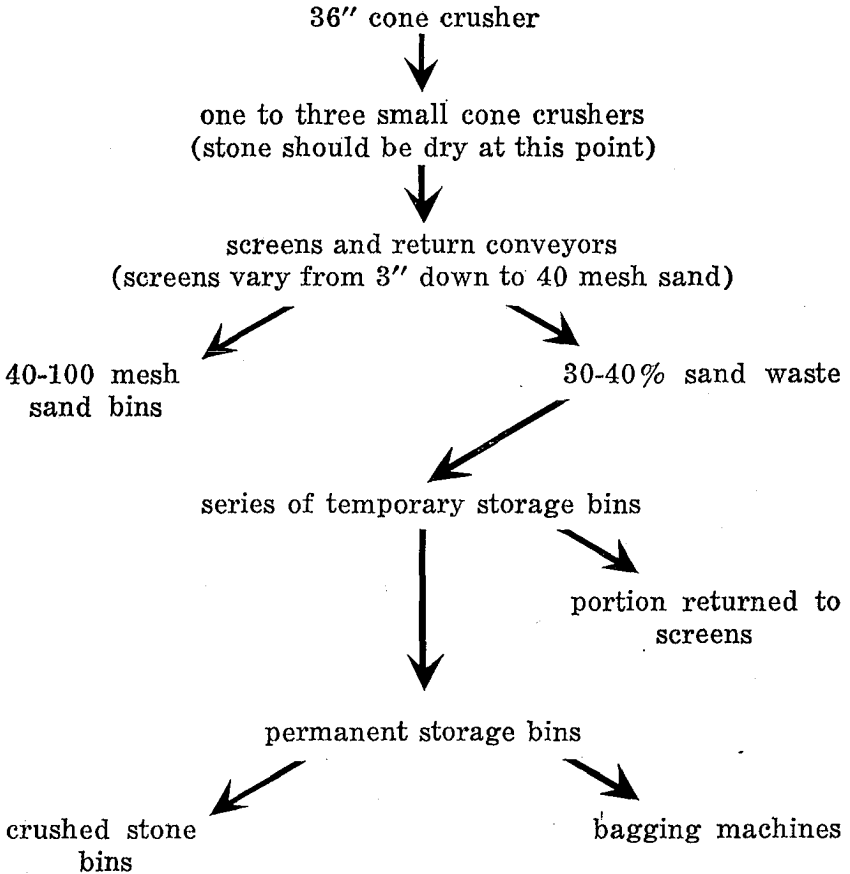 36″ cone crusher
one to three small cone crushers
(stone should be dry at this point)
screens and return conveyors
(screens vary from 3″ down to 40 mesh sand)
40-100 mesh
sand bins
30-40% sand waste
series of temporary storage bins
portion returned to
screens
permanent storage bins
crushed stone
bins
bagging machines